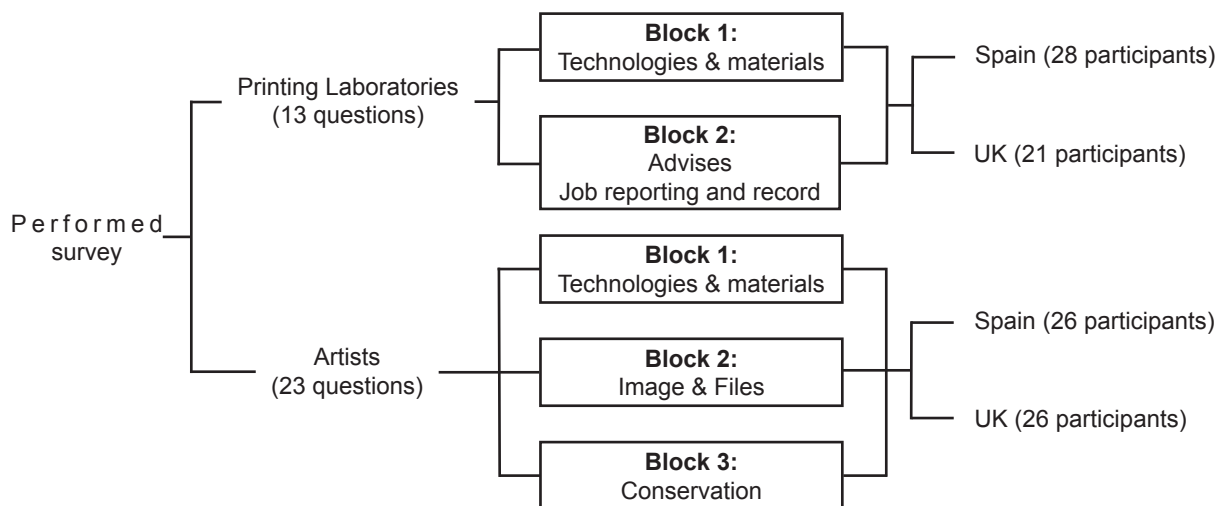 Performed
survey
Printing Laboratories
(13 questions)
Block 1:
Technologies & materials
Block 2:
Advises
Job reporting and record
Spain (28 participants)
UK (21 participants)
Artists
(23 questions)
Block 1:
Technologies & materials
Block 2:
Image & Files
Block 3:
Conservation
Spain (26 participants)
UK (26 participants)